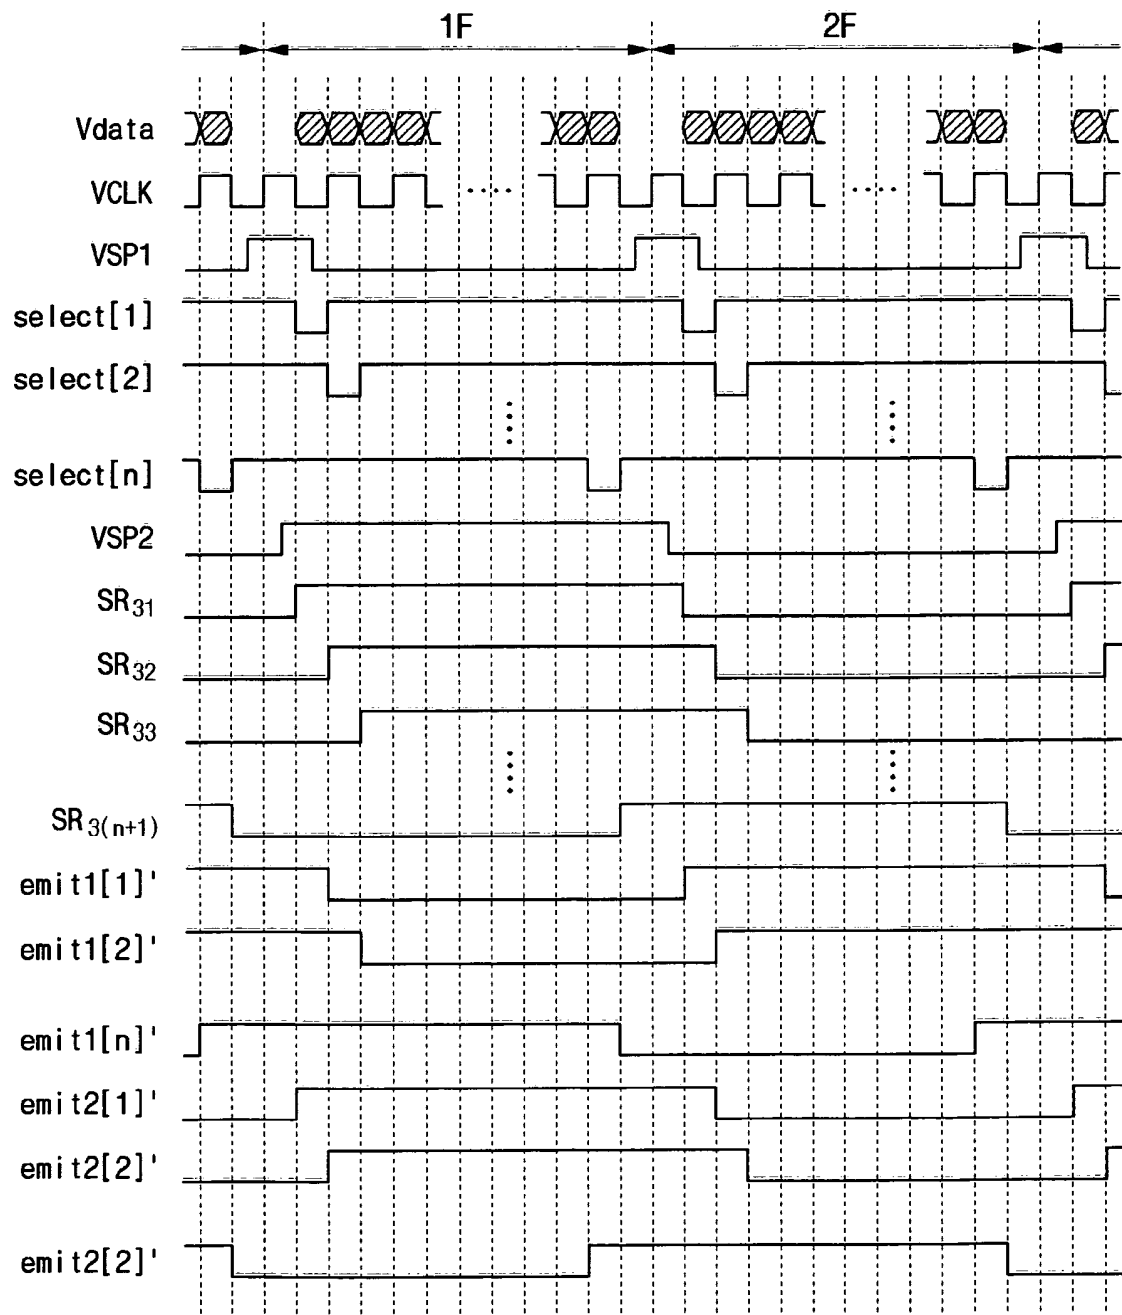 1F 2F
Vdata
VCLK
VSP1
select[1]
select[2]
select[n]
VSP2
SR31
SR32
SR33
SR3(n+1)
emit1[1]'
emit1[2]'
emit1[n]'
emit2[1]'
emit2[2]'
emit2[2]'